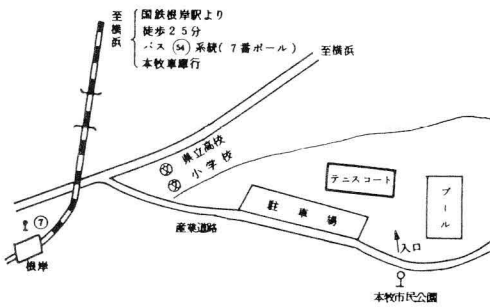 至横浜
国鉄根岸駅より
徒歩25分
バス 54 系統(7番ポール)
本牧車庫行
至横浜
県立高校
小学校
テニスコート
プール
駐車場
産業道路
入口
7
根岸
本牧市民公園